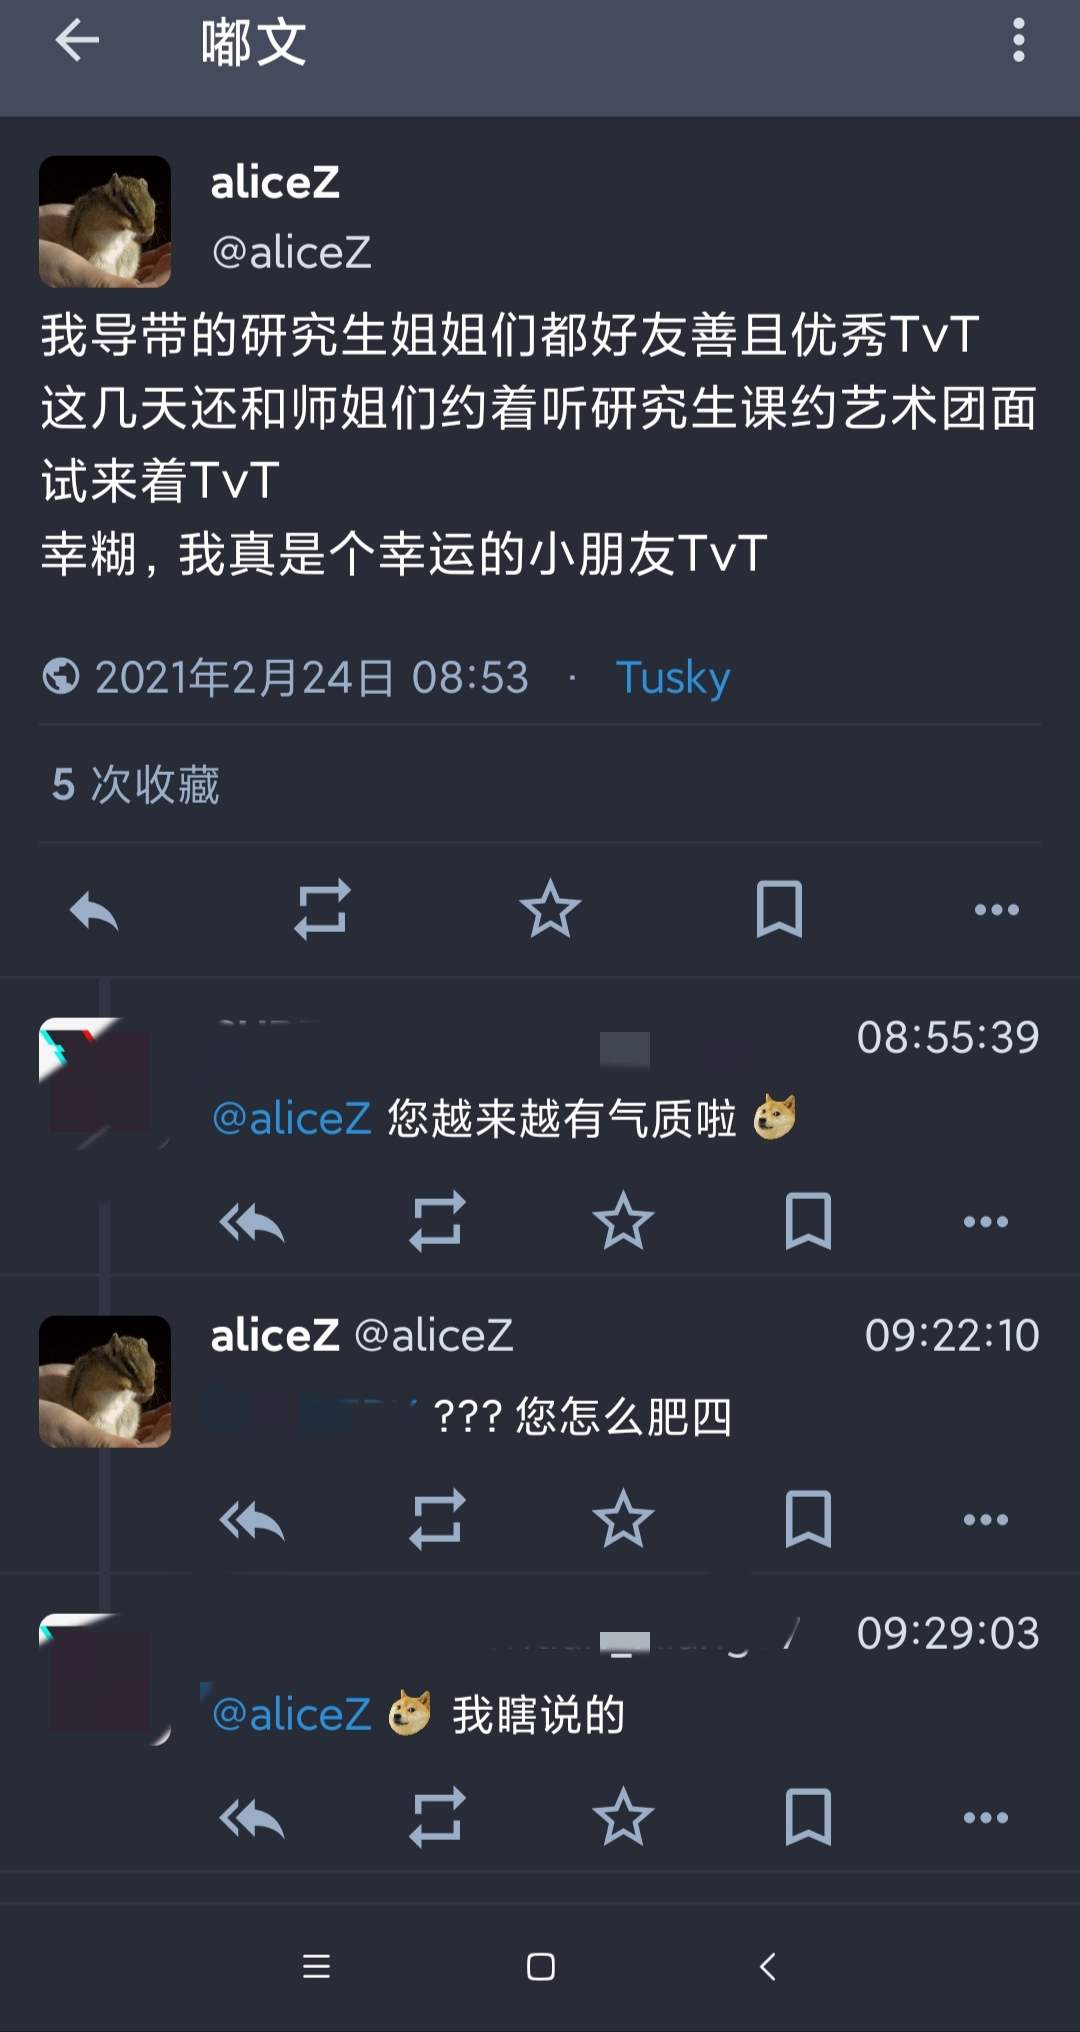 嘟文
aliceZ
@aliceZ
我导带的研究生姐姐们都好友善且优秀TvT
这几天还和师姐们约着听研究生课约艺术团面
试来着TvT
幸糊，我真是个幸运的小朋友TvT
2021年2月24日 08:53 · Tusky
5 次收藏
08:55:39
@aliceZ 您越来越有气质啦
aliceZ @aliceZ 09:22:10
??? 您怎么肥四
09:29:03
@aliceZ 我瞎说的